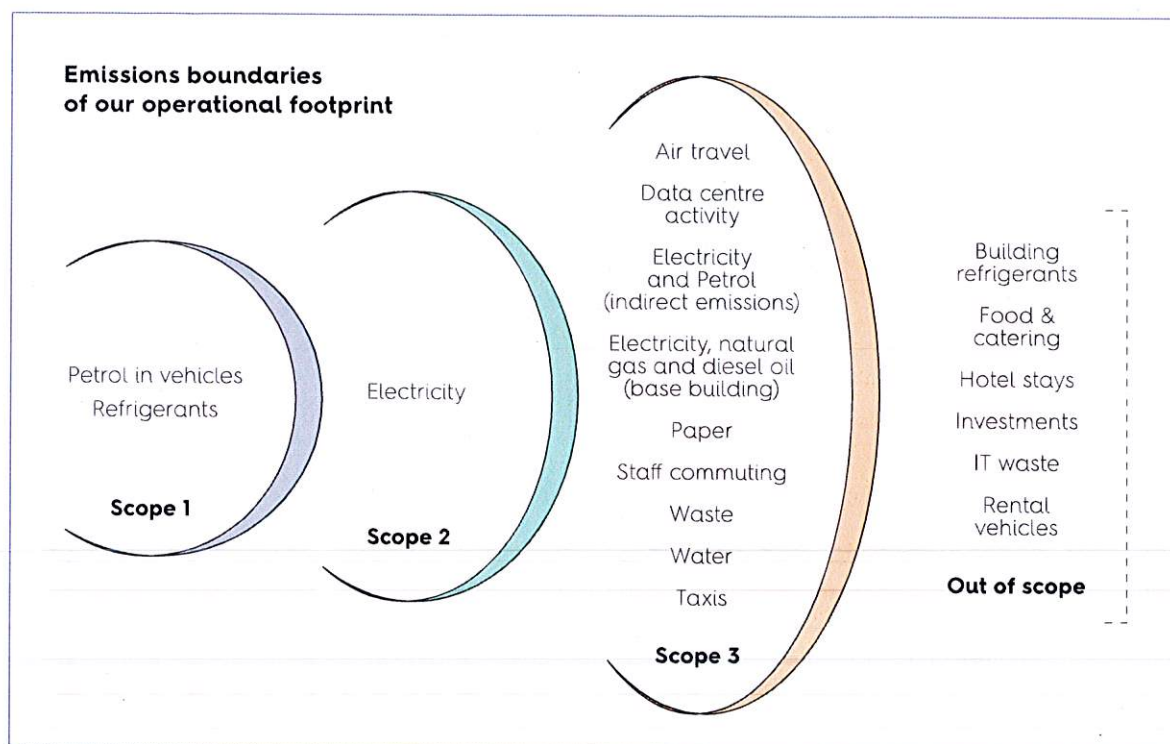 Emissions boundaries
of our operational footprint
Petrol in vehicles
Refrigerants
Scope 1
Electricity
Scope 2
Air travel
Data centre
activity
Electricity
and Petrol
(indirect emissions)
Electricity, natural
gas and diesel oil
(base building)
Paper
Staff commuting
Waste
Water
Taxis
Scope 3
Building
refrigerants
Food &
catering
Hotel stays
Investments
IT waste
Rental
vehicles
Out of scope